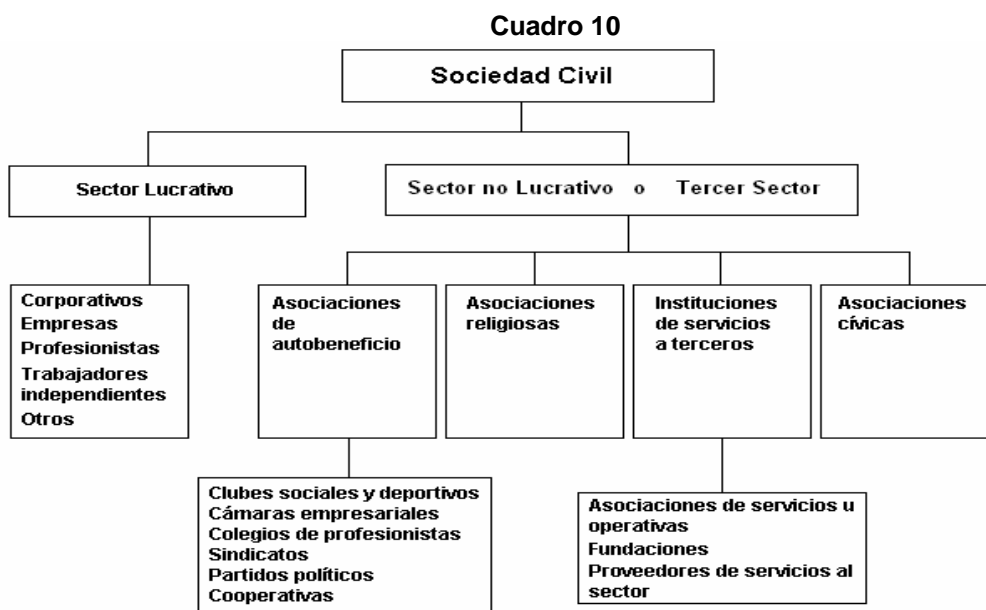 Cuadro 10
Sociedad Civil
Sector Lucrativo
Sector no Lucrativo o Tercer Sector
Corporativos
Empresas
Profesionistas
Trabajadores
independientes
Otros
Asociaciones
de
autobeneficio
Asociaciones
religiosas
Instituciones
de servicios
a terceros
Asociaciones
cívicas
Clubes sociales y deportivos
Cámaras empresariales
Colegios de profesionistas
Sindicatos
Partidos políticos
Cooperativas
Asociaciones de servicios u
operativas
Fundaciones
Proveedores de servicios al
sector